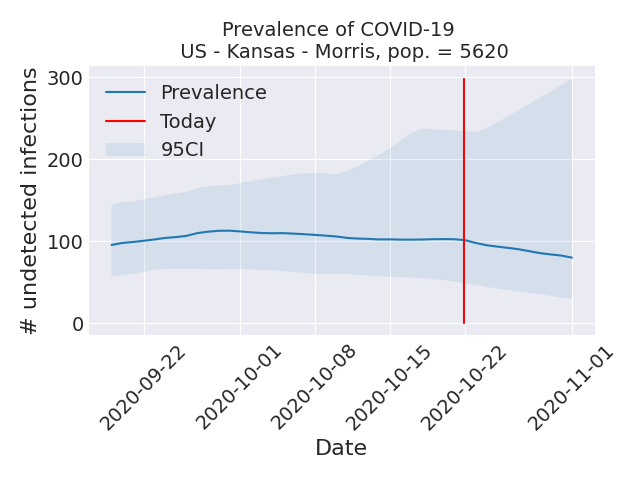 Prevalence of COVID-19
US - Kansas - Morris, pop. = 5620
# undetected infections
300
200
100
0
Prevalence
Today
95CI
2020-09-22
2020-10-01
2020-10-08
2020-10-15
2020-10-22
2020-11-01
Date